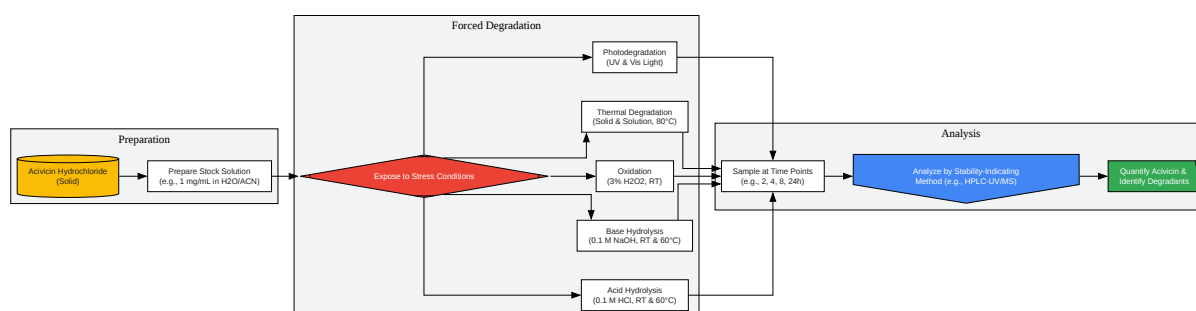 Preparation
Acivicin Hydrochloride
(Solid)
Prepare Stock Solution
(e.g., 1 mg/mL in H2O/ACN)
Forced Degradation
Expose to Stress Conditions
Photodegradation
(UV & Vis Light)
Thermal Degradation
(Solid & Solution, 80°C)
Oxidation
(3% H2O2, RT)
Base Hydrolysis
(0.1 M NaOH, RT & 60°C)
Acid Hydrolysis
(0.1 M HCl, RT & 60°C)
Analysis
Sample at Time Points
(e.g., 2, 4, 8, 24h)
Analyze by Stability-Indicating
Method (e.g., HPLC-UV/MS)
Quantify Acivicin &
Identify Degradants